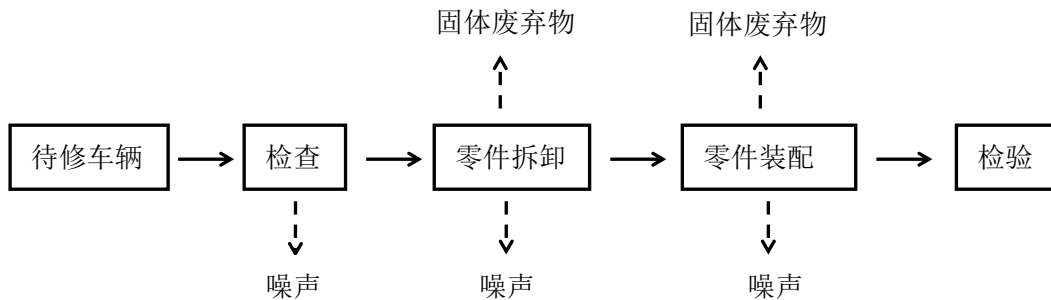 固体废弃物 固体废弃物
待修车辆 检查 零件拆卸 零件装配 检验
噪声 噪声 噪声